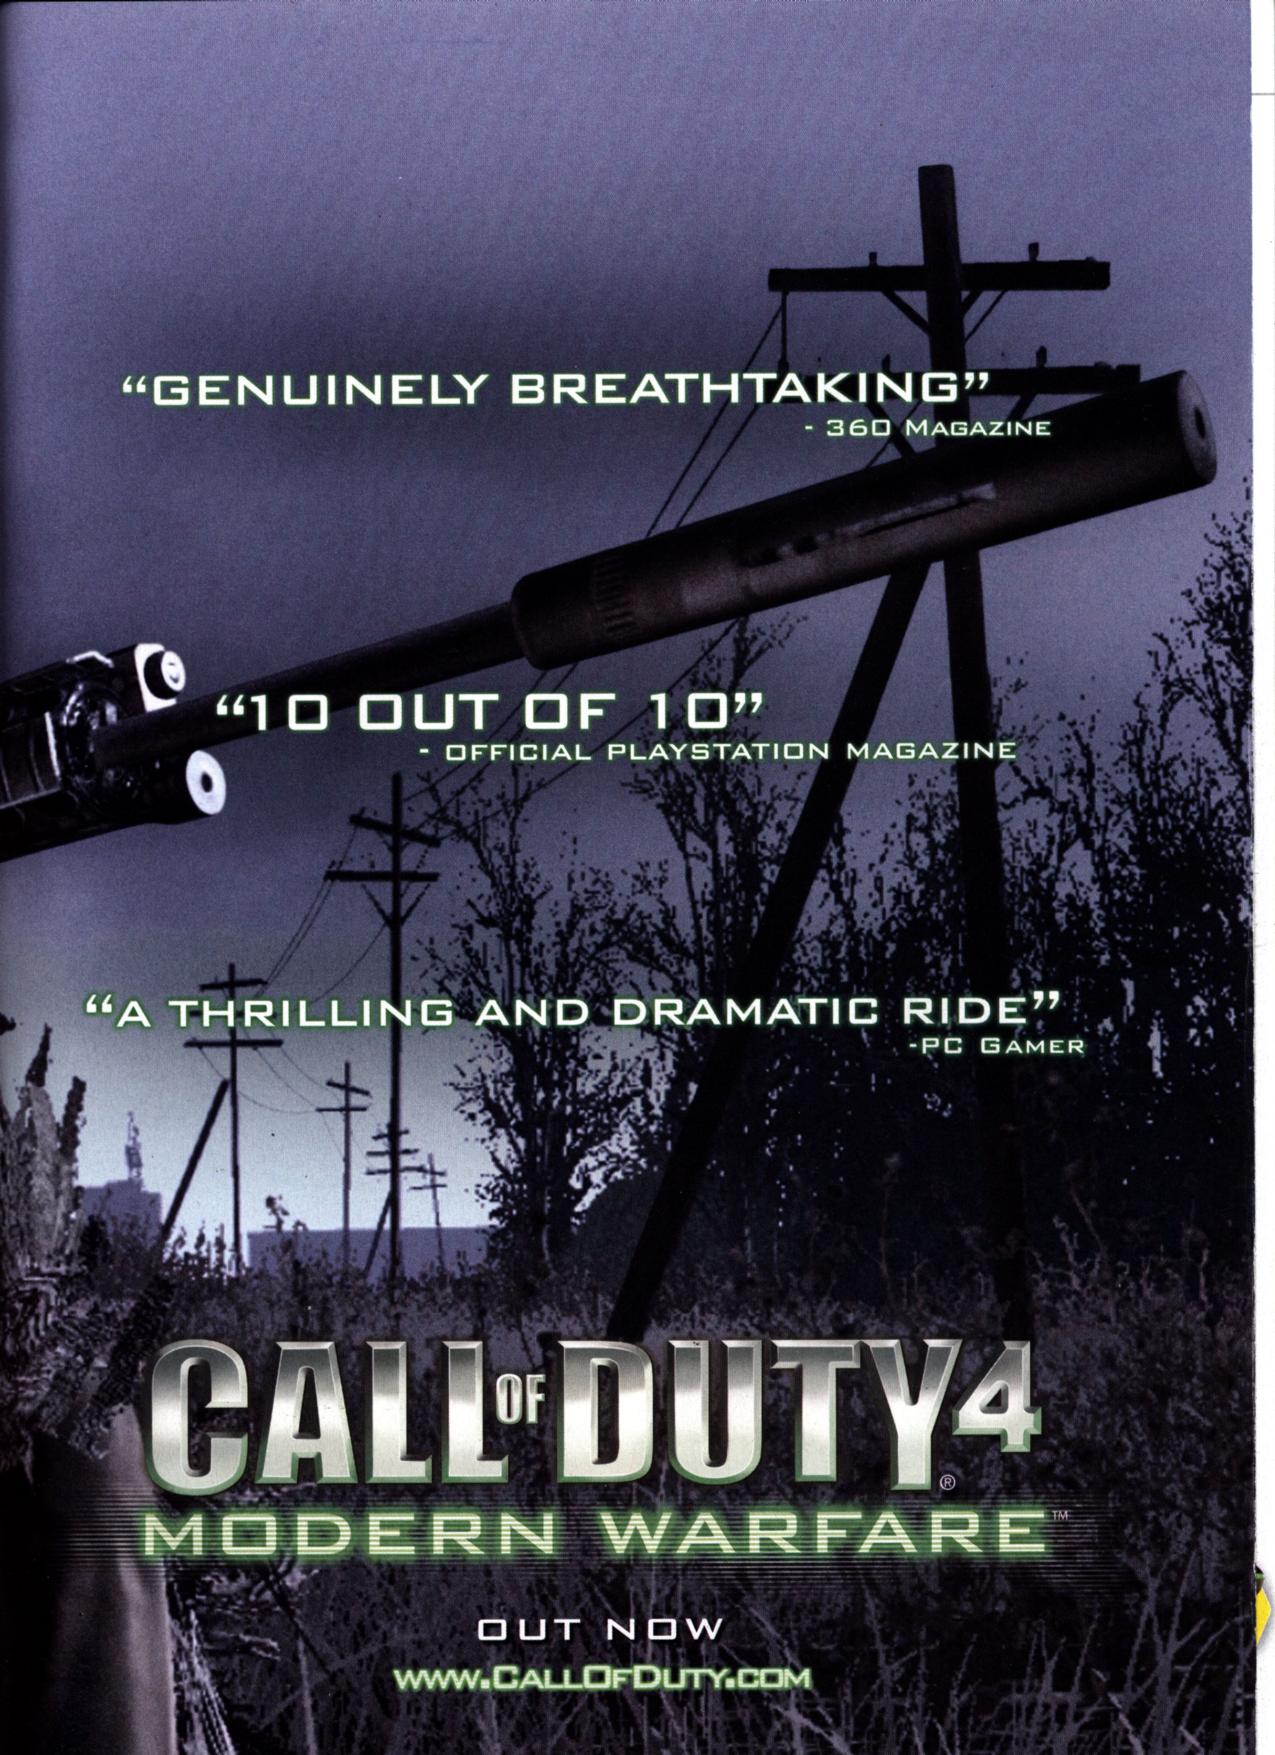 “GENUINELY BREATHTAKING”
- 360 MAGAZINE
“10 OUT OF 10”
- OFFICIAL PLAYSTATION MAGAZINE
“A THRILLING AND DRAMATIC RIDE”
-PC GAMER
CALL OF DUTY 4®
MODERN WARFARE™
OUT NOW
WWW.CALLOFDUTY.COM